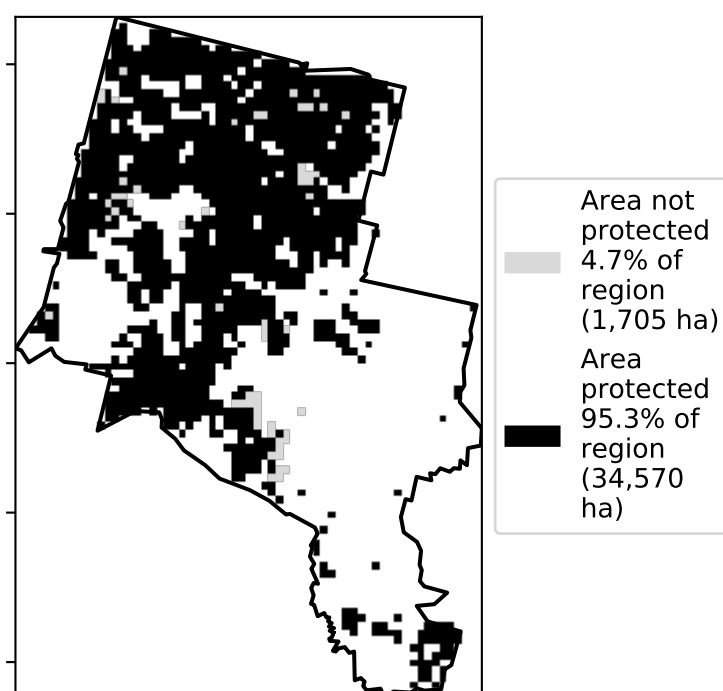 Area not
protected
4.7% of
region
(1,705 ha)
Area
protected
95.3% of
region
(34,570
ha)